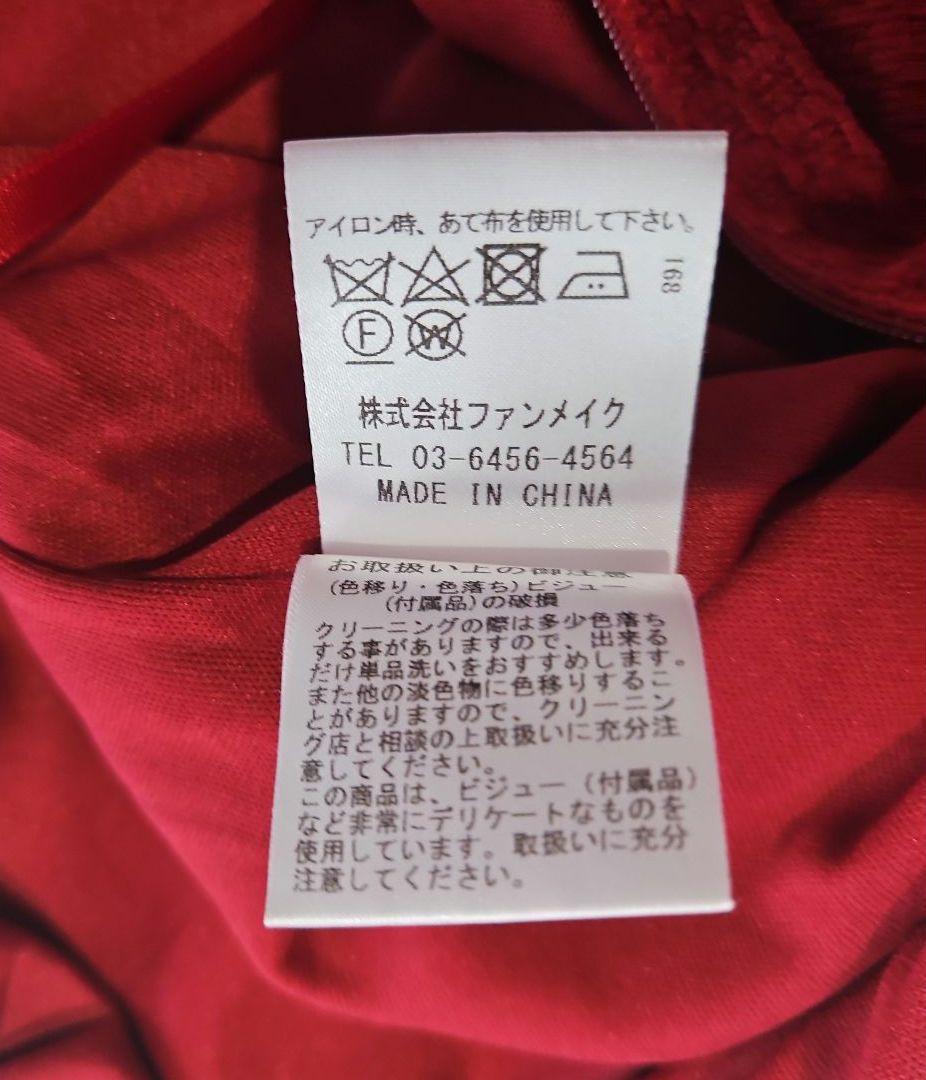 アイロン時、あて布を使用して下さい。
168
F
W
株式会社ファンメイク
TEL 03-6456-4564
MADE IN CHINA
お取扱い上の御注意
(色移り・色落ち)ビジュー
(付属品)の破損
クリーニングの際は多少色落ち
する事がありますので、出来る
だけ単品洗いをおすすめします。
また他の淡色物に色移りするこ
とがありますので、クリーニン
グ店と相談の上取扱いに充分注
意してください。
この商品は、ビジュー(付属品)
など非常にデリケートなものを
使用しています。取扱いに充分
注意してください。